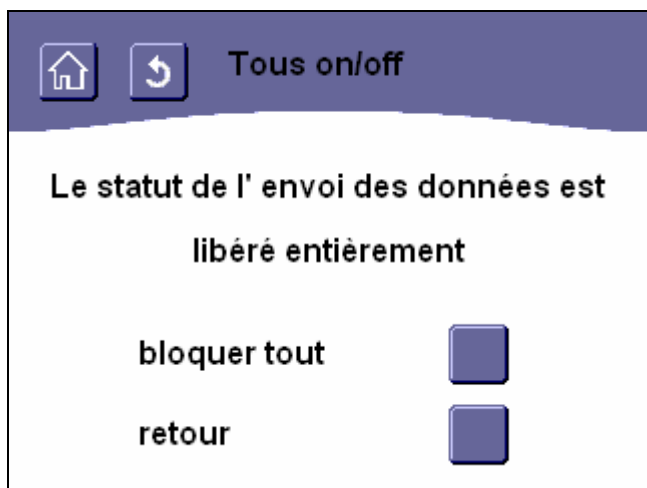 Tous on/off
Le statut de l' envoi des données est
libéré entièrement
bloquer tout
retour